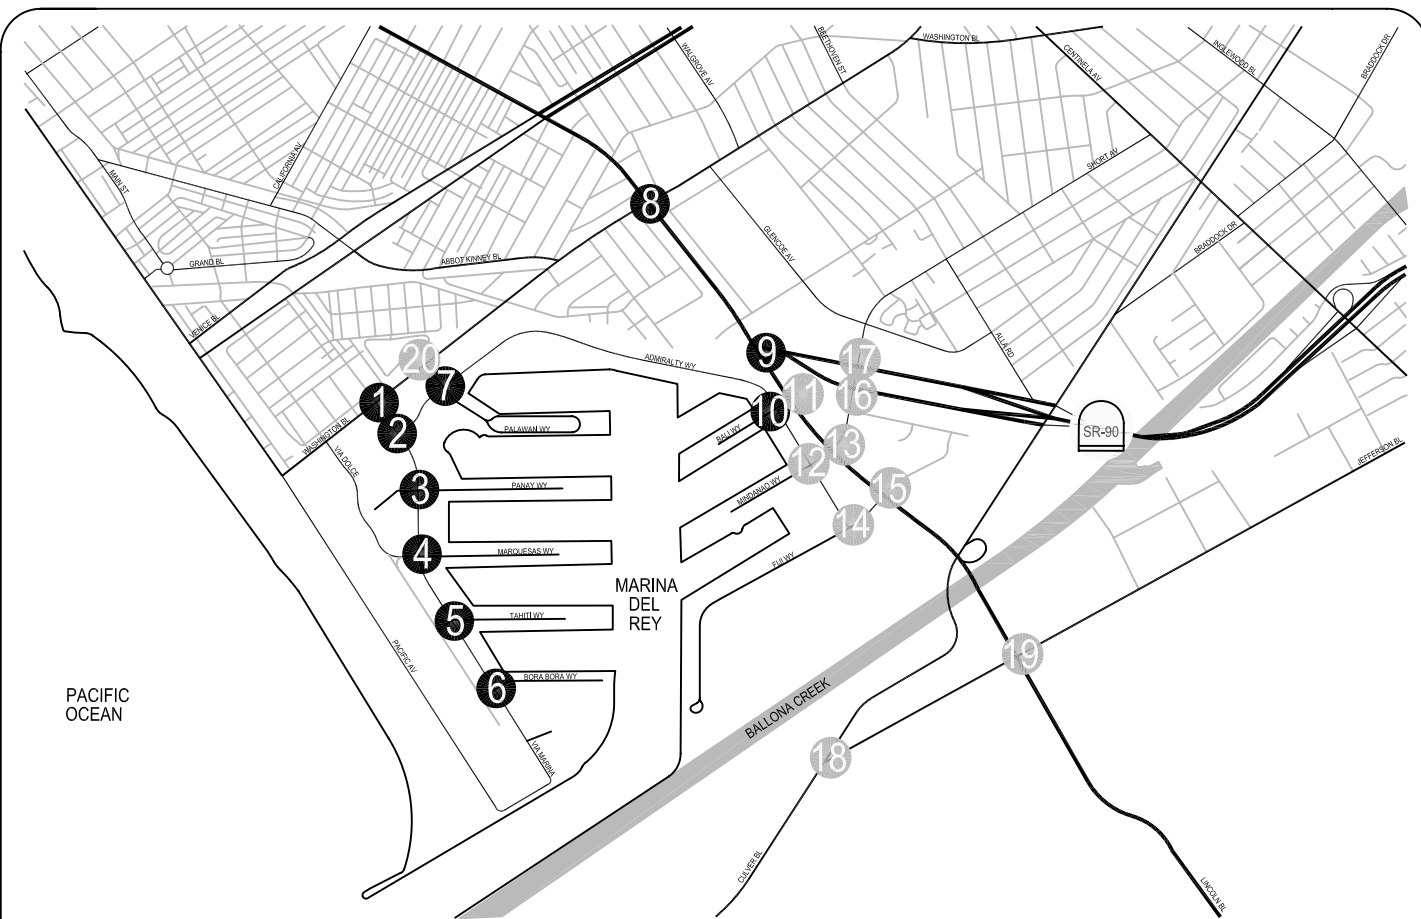 WASHINGTON BL
WALGROVE AV
BEETHOVEN ST
CENTINELA AV
INGLEWOOD BL
BRADDOCK DR
CALIFORNIA AV
MAIN ST
SHORT AV
8
GLENCOE AV
BRADDOCK DR
GRAND BL
ABBOT KINNEY BL
VENICE BL
ALLA RD
9
17
20
7
ADMIRALTY WY
1
11
16
10
2
PALAWAN WY
BALI WY
SR-90
WASHINGTON BL
13
JEFFERSON BL
VIA DOLCE
12
3
PANAY WY
MINDANAO WY
15
14
4
MARQUESAS WY
FIJI WY
MARINA
DEL
REY
5
TAHITI WY
PACIFIC AV
19
6
BORA BORA WY
PACIFIC
OCEAN
BALLONA CREEK
VIA MARINA
18
CULVER BL
LINCOLN BL